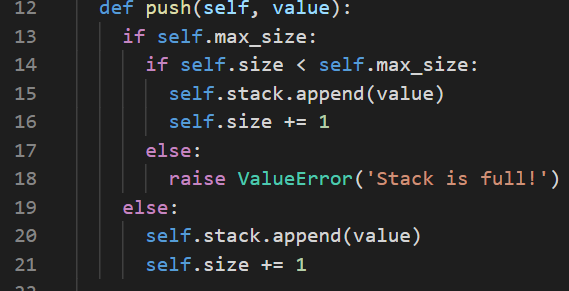 12 def push(self, value):
13 if self.max_size:
14 if self.size < self.max_size:
15 self.stack.append(value)
16 self.size += 1
17 else:
18 raise ValueError('Stack is full!')
19 else:
20 self.stack.append(value)
21 self.size += 1